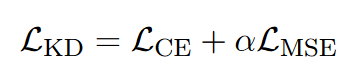 ℒ_KD = ℒ_CE + αℒ_MSE